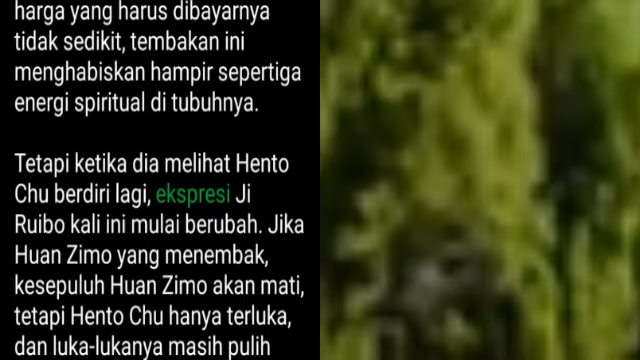 harga yang harus dibayarnya
tidak sedikit, tembakan ini
menghabiskan hampir sepertiga
energi spiritual di tubuhnya.
Tetapi ketika dia melihat Hento
Chu berdiri lagi, ekspresi Ji
Ruibo kali ini mulai berubah. Jika
Huan Zimo yang menembak,
kesepuluh Huan Zimo akan mati,
tetapi Hento Chu hanya terluka,
dan luka-lukanya masih pulih